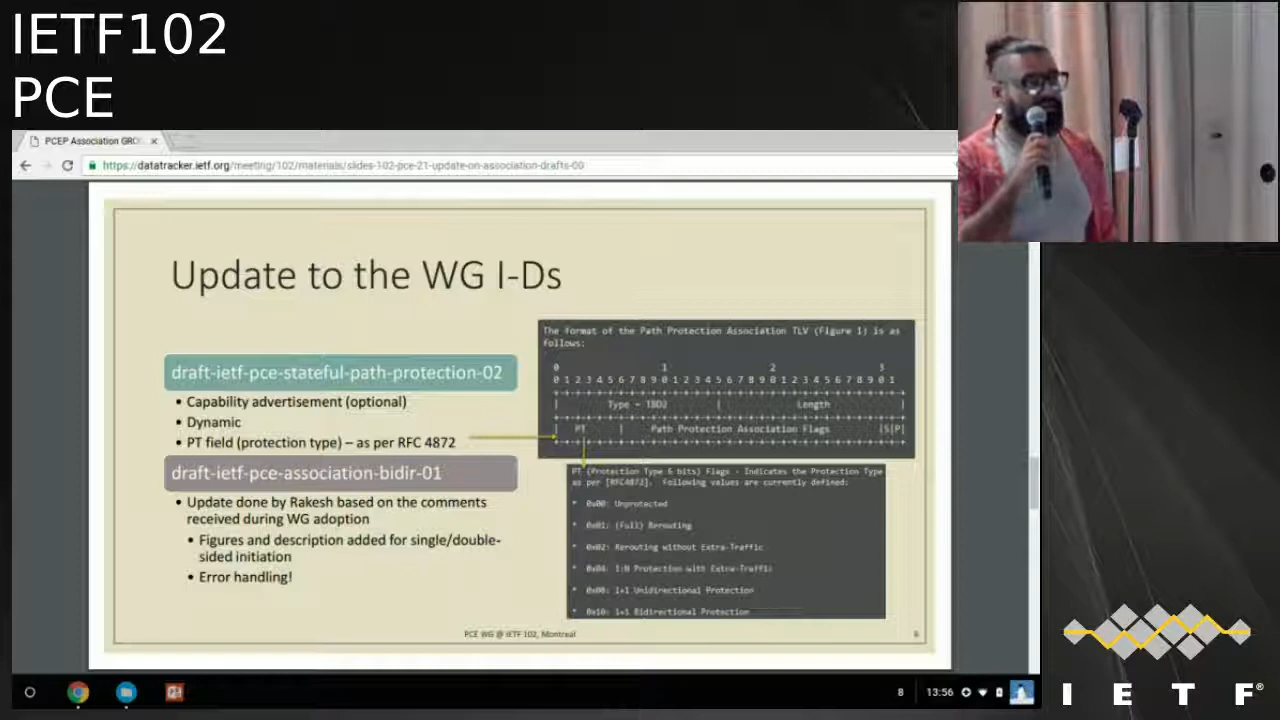 IETF102
PCE
PCEP Association GRO
https://datatracker.ietf.org/meeting/102/materials/slides-102-pce-21-update-on-association-drafts-00
Update to the WG I-Ds
draft-ietf-pce-stateful-path-protection-02
• Capability advertisement (optional)
• Dynamic
• PT field (protection type) – as per RFC 4872
draft-ietf-pce-association-bidir-01
• Update done by Rakesh based on the comments
received during WG adoption
• Figures and description added for single/double-
sided initiation
• Error handling!
The format of the Path Protection Association TLV (Figure 1) is as
follows:
0 1 2 3
0 1 2 3 4 5 6 7 8 9 0 1 2 3 4 5 6 7 8 9 0 1 2 3 4 5 6 7 8 9 0 1
+-+-+-+-+-+-+-+-+-+-+-+-+-+-+-+-+-+-+-+-+-+-+-+-+-+-+-+-+-+-+-+-+
| Type = TBD2 | Length |
+-+-+-+-+-+-+-+-+-+-+-+-+-+-+-+-+-+-+-+-+-+-+-+-+-+-+-+-+-+-+-+-+
| PT | Path Protection Association Flags |S|P|
+-+-+-+-+-+-+-+-+-+-+-+-+-+-+-+-+-+-+-+-+-+-+-+-+-+-+-+-+-+-+-+-+
PT (Protection Type 6 bits) Flags - Indicates the Protection Type
as per [RFC4872]. Following values are currently defined:
* 0x00: Unprotected
* 0x01: (Full) Rerouting
* 0x02: Rerouting without Extra-Traffic
* 0x04: 1:N Protection with Extra-Traffic
* 0x08: 1+1 Unidirectional Protection
* 0x10: 1+1 Bidirectional Protection
PCE WG @ IETF 102, Montreal
6
8 13:56
I E T F®